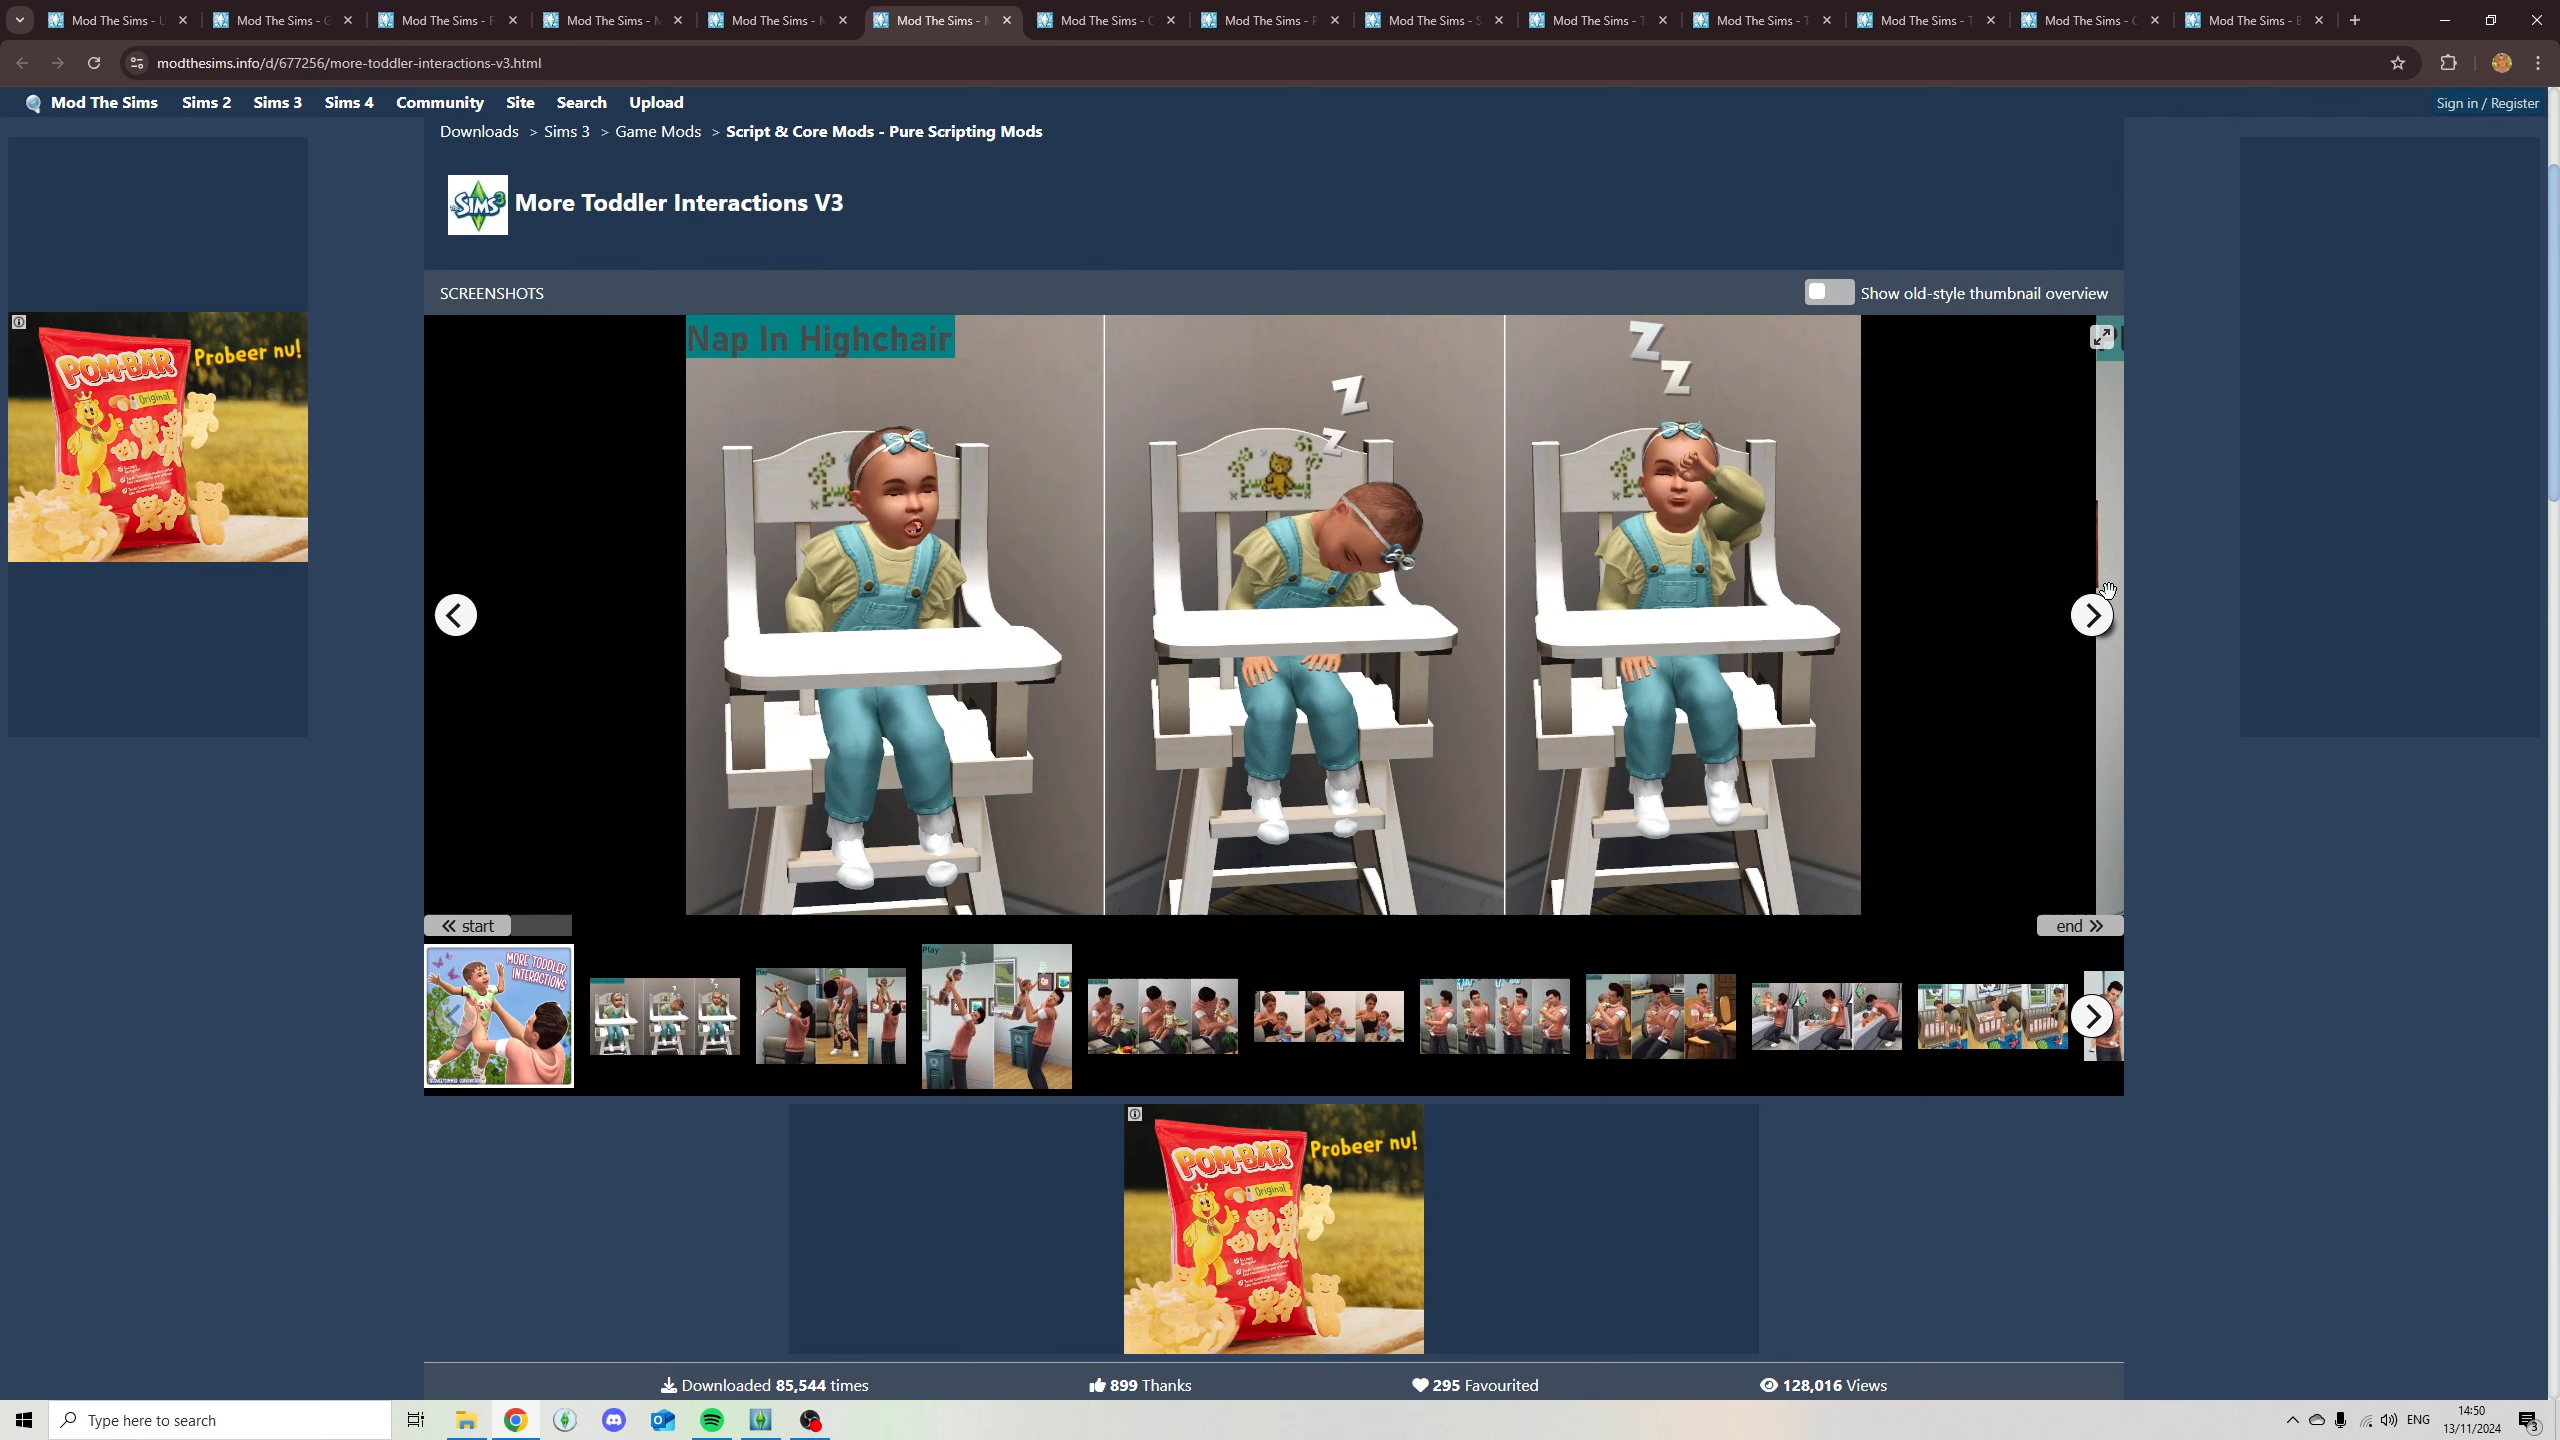 Mod The Sims - U
Mod The Sims - G
Mod The Sims - F
Mod The Sims - M
Mod The Sims - M
Mod The Sims - M
Mod The Sims - C
Mod The Sims - P
Mod The Sims - S
Mod The Sims - T
Mod The Sims - T
Mod The Sims - T
Mod The Sims - C
Mod The Sims - B
modthesims.info/d/677256/more-toddler-interactions-v3.html
Mod The Sims Sims 2 Sims 3 Sims 4 Community Site Search Upload
Sign in / Register
Downloads > Sims 3 > Game Mods > Script & Core Mods - Pure Scripting Mods
The SIMS 3
More Toddler Interactions V3
SCREENSHOTS
Show old-style thumbnail overview
Nap In Highchair
Z
Z
Z
Z
POM-BÄR
Original
Probeer nu!
« start
end »
MORE TODDLER
INTERACTIONS
Play
POM-BÄR
Original
Probeer nu!
Downloaded 85,544 times
899 Thanks
295 Favourited
128,016 Views
Type here to search
ENG
14:50
13/11/2024
3